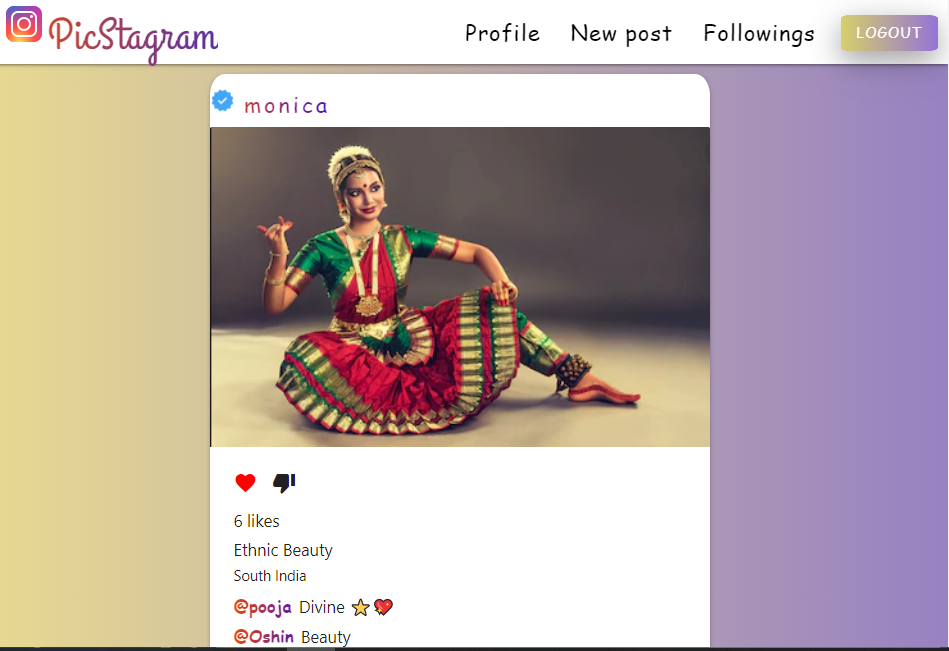 PicStagram
Profile New post Followings LOGOUT
monica
6 likes
Ethnic Beauty
South India
@pooja Divine ⭐💖
@Oshin Beauty